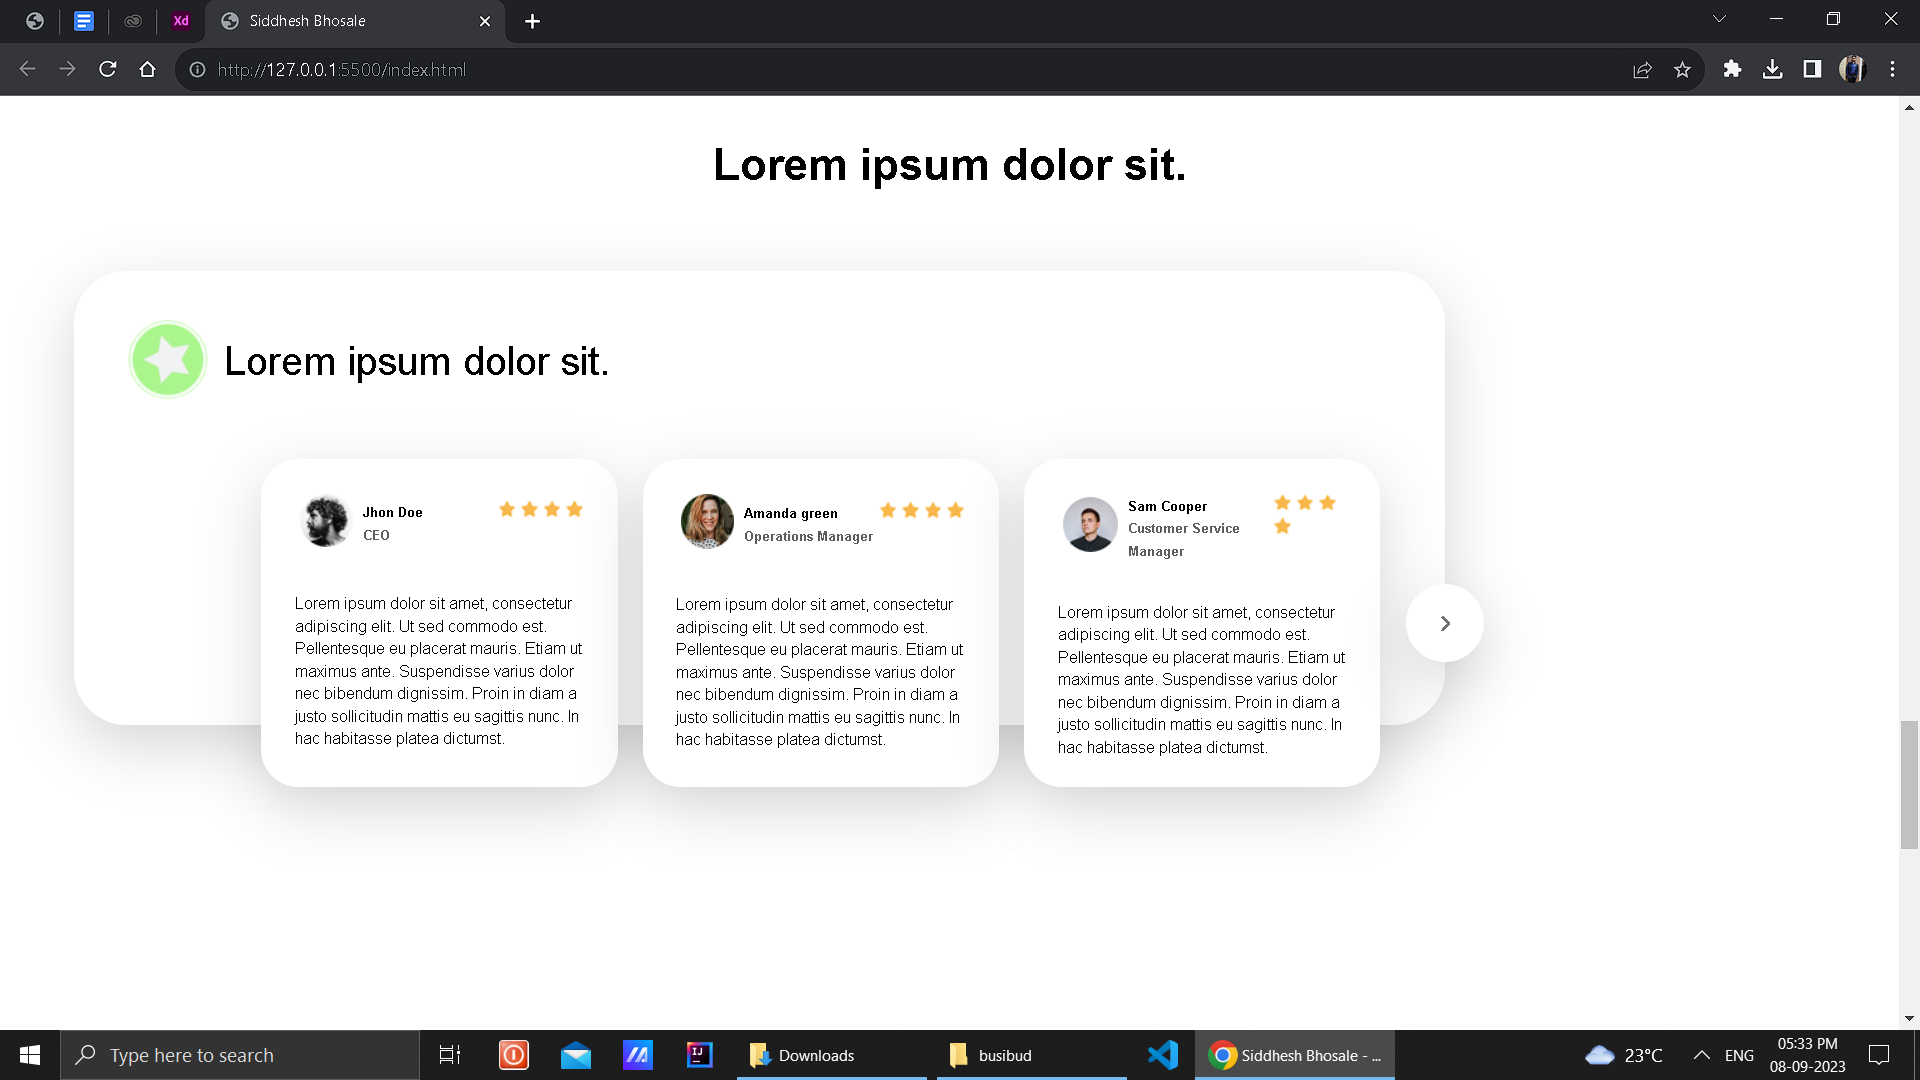 Xd
Siddhesh Bhosale
http://127.0.0.1:5500/index.html
Lorem ipsum dolor sit.
Lorem ipsum dolor sit.
Jhon Doe
CEO
Lorem ipsum dolor sit amet, consectetur
adipiscing elit. Ut sed commodo est.
Pellentesque eu placerat mauris. Etiam ut
maximus ante. Suspendisse varius dolor
nec bibendum dignissim. Proin in diam a
justo sollicitudin mattis eu sagittis nunc. In
hac habitasse platea dictumst.
Amanda green
Operations Manager
Lorem ipsum dolor sit amet, consectetur
adipiscing elit. Ut sed commodo est.
Pellentesque eu placerat mauris. Etiam ut
maximus ante. Suspendisse varius dolor
nec bibendum dignissim. Proin in diam a
justo sollicitudin mattis eu sagittis nunc. In
hac habitasse platea dictumst.
Sam Cooper
Customer Service
Manager
Lorem ipsum dolor sit amet, consectetur
adipiscing elit. Ut sed commodo est.
Pellentesque eu placerat mauris. Etiam ut
maximus ante. Suspendisse varius dolor
nec bibendum dignissim. Proin in diam a
justo sollicitudin mattis eu sagittis nunc. In
hac habitasse platea dictumst.
Type here to search
IJ
Downloads
busibud
Siddhesh Bhosale - ...
23°C
ENG
05:33 PM
08-09-2023